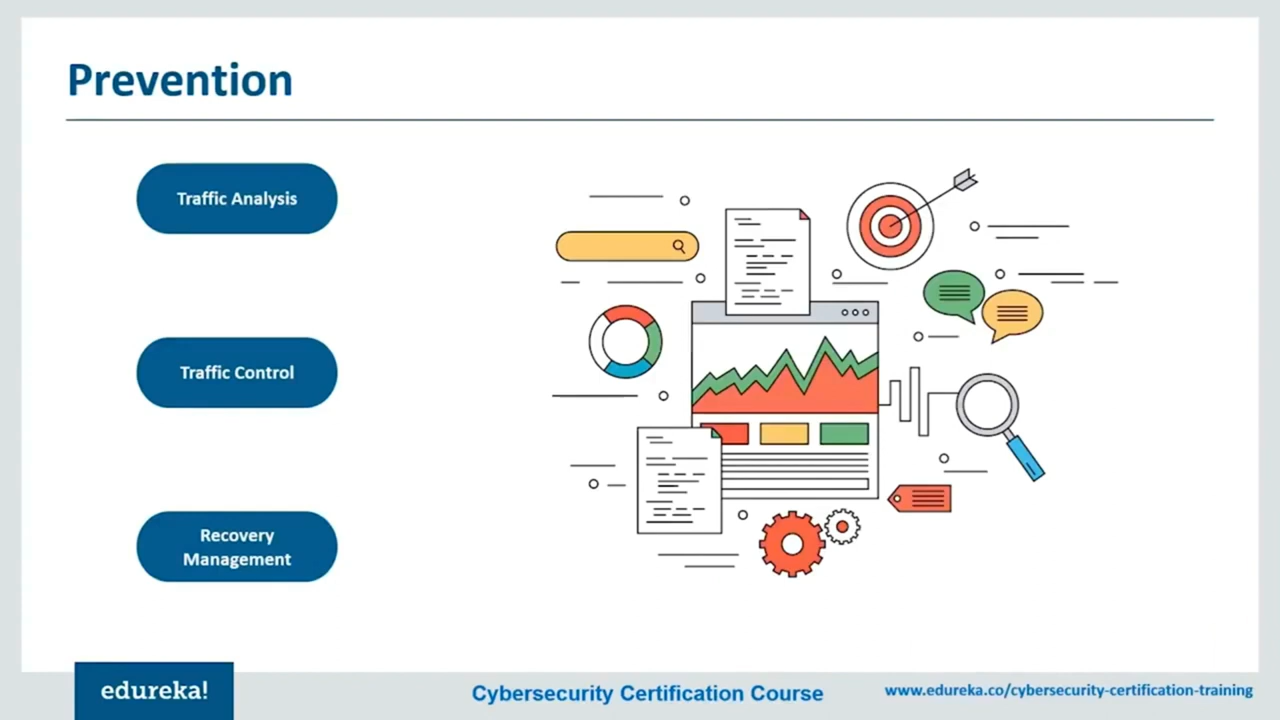 Prevention
Traffic Analysis
Traffic Control
Recovery
Management
edureka!
Cybersecurity Certification Course
www.edureka.co/cybersecurity-certification-training